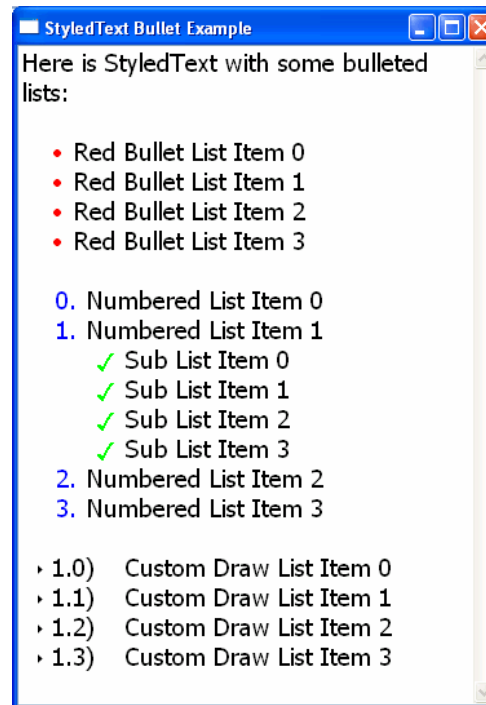 StyledText Bullet Example
Here is StyledText with some bulleted
lists:
• Red Bullet List Item 0
• Red Bullet List Item 1
• Red Bullet List Item 2
• Red Bullet List Item 3
0. Numbered List Item 0
1. Numbered List Item 1
✓ Sub List Item 0
✓ Sub List Item 1
✓ Sub List Item 2
✓ Sub List Item 3
2. Numbered List Item 2
3. Numbered List Item 3
‣ 1.0) Custom Draw List Item 0
‣ 1.1) Custom Draw List Item 1
‣ 1.2) Custom Draw List Item 2
‣ 1.3) Custom Draw List Item 3